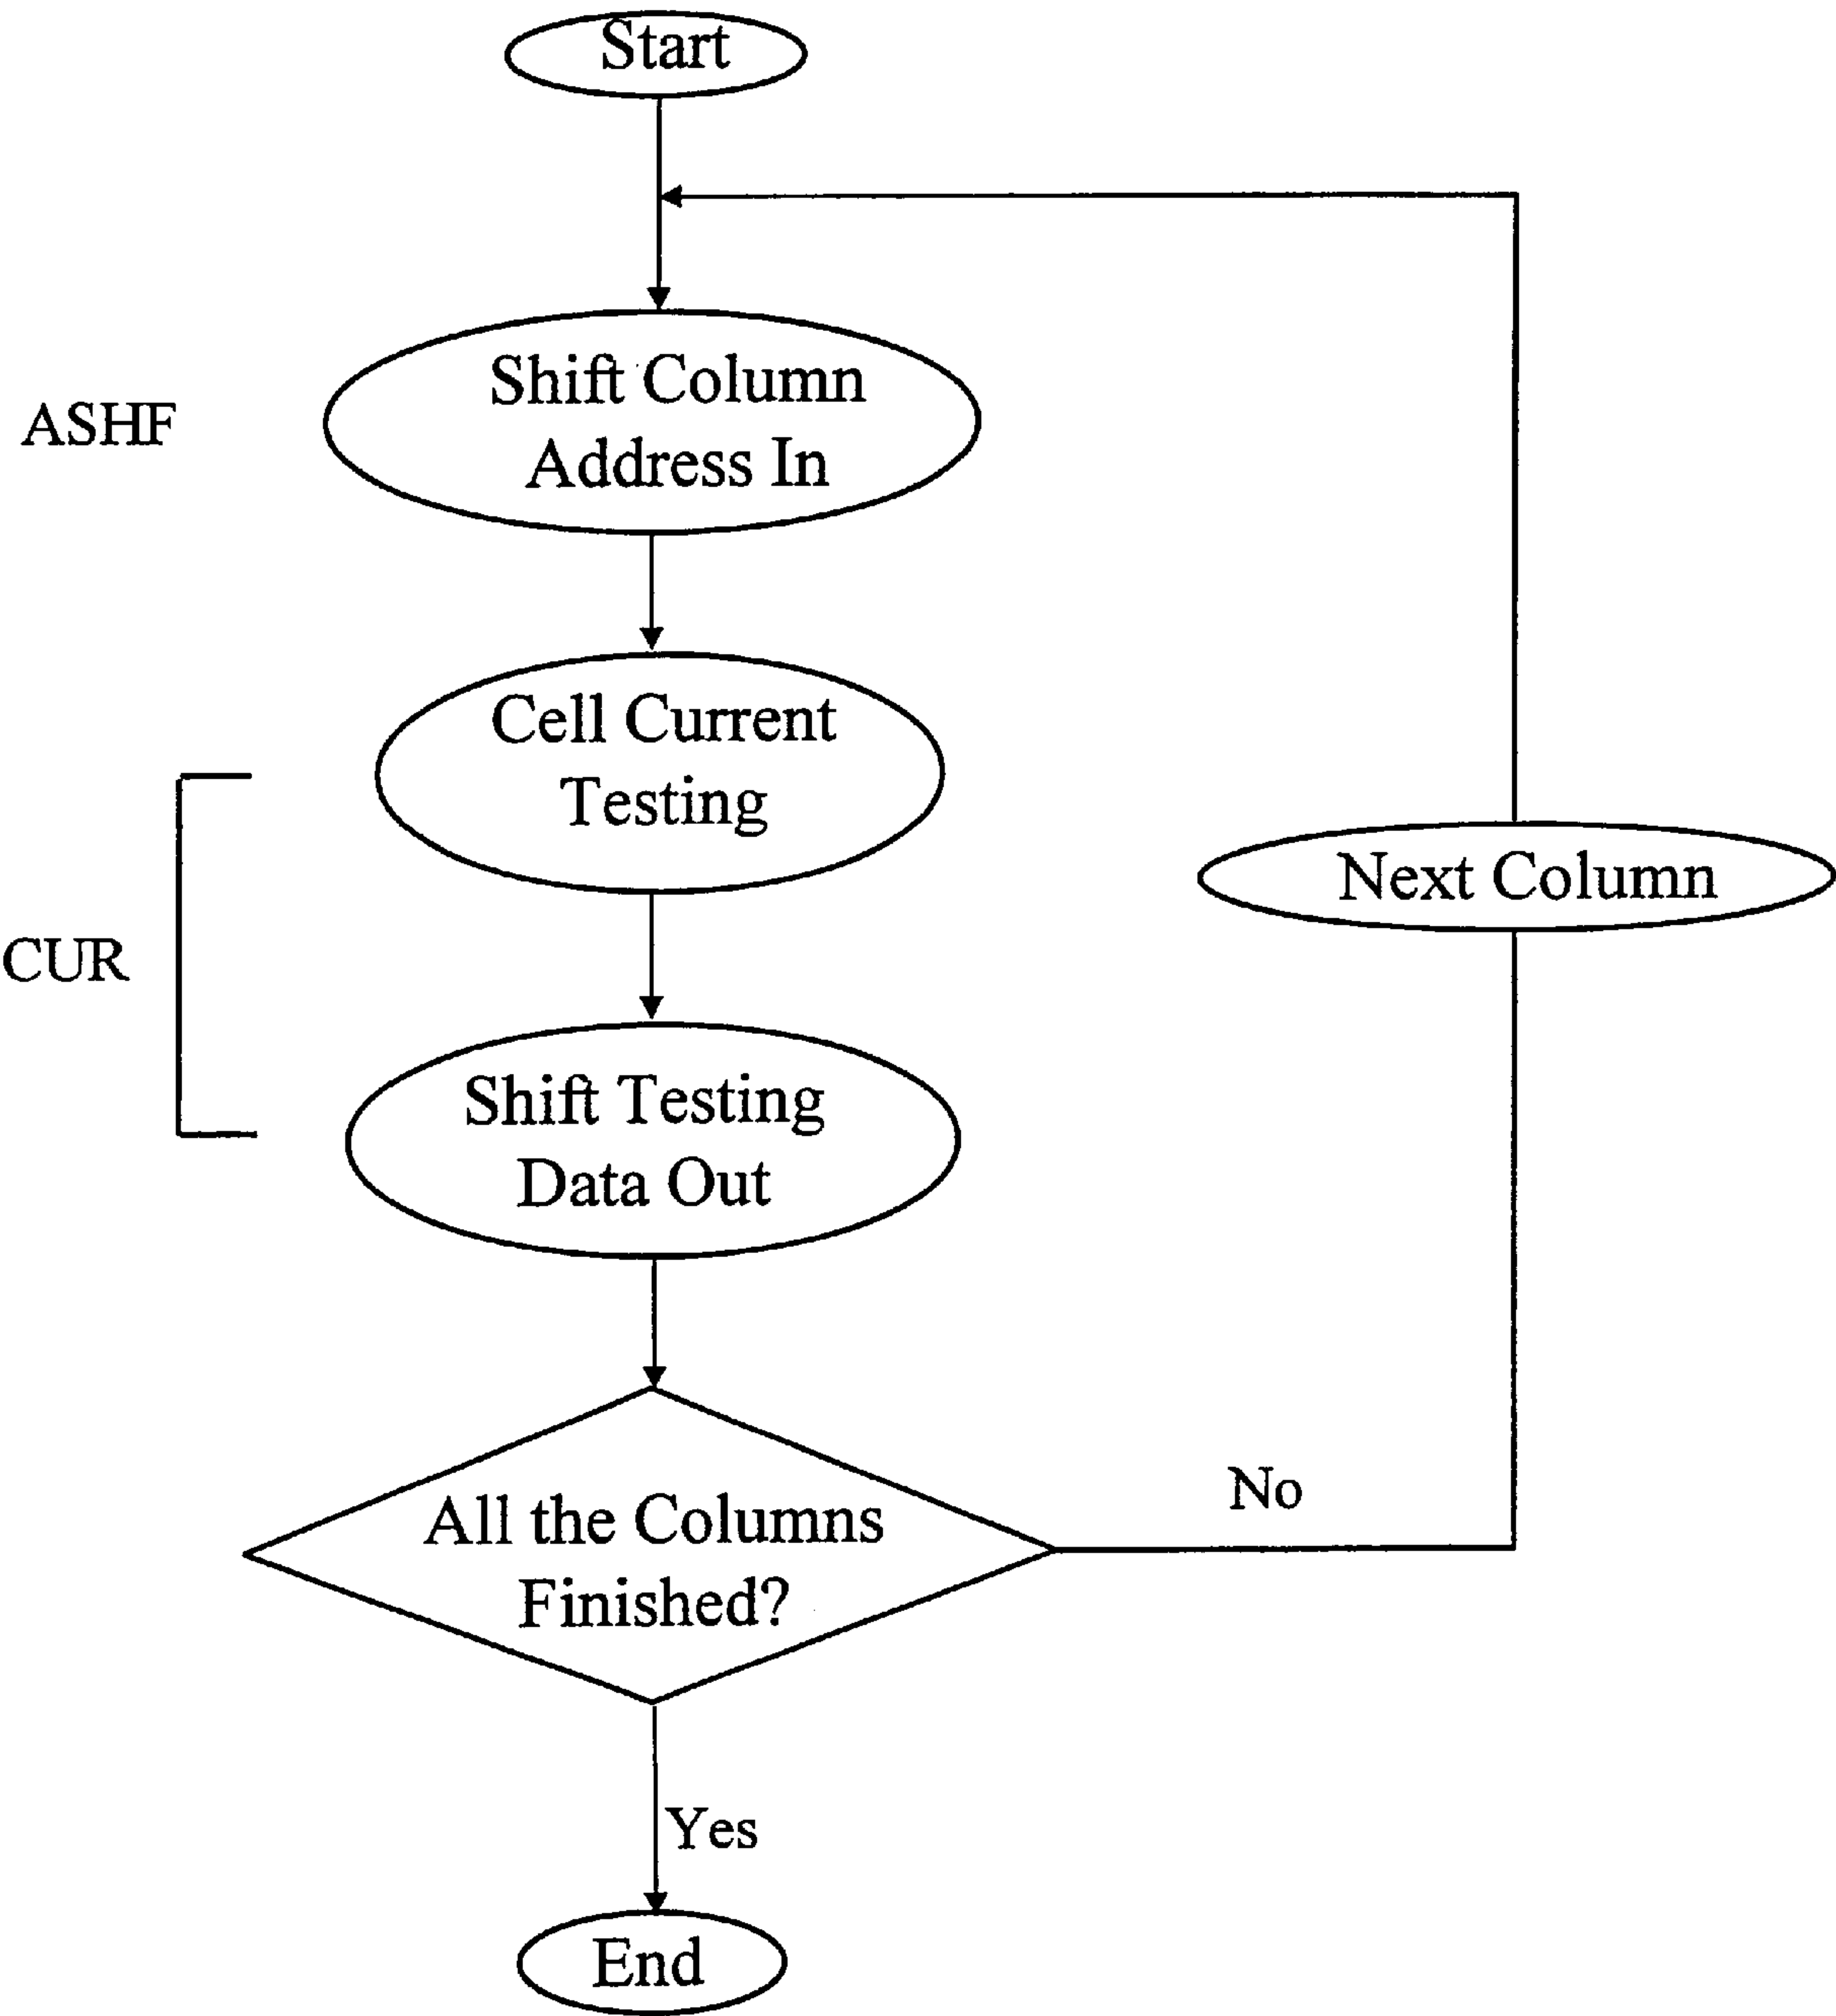 Start
ASHF
Shift Column
Address In
Cell Current
Testing
Next Column
CUR
Shift Testing
Data Out
All the Columns
Finished?
No
Yes
End